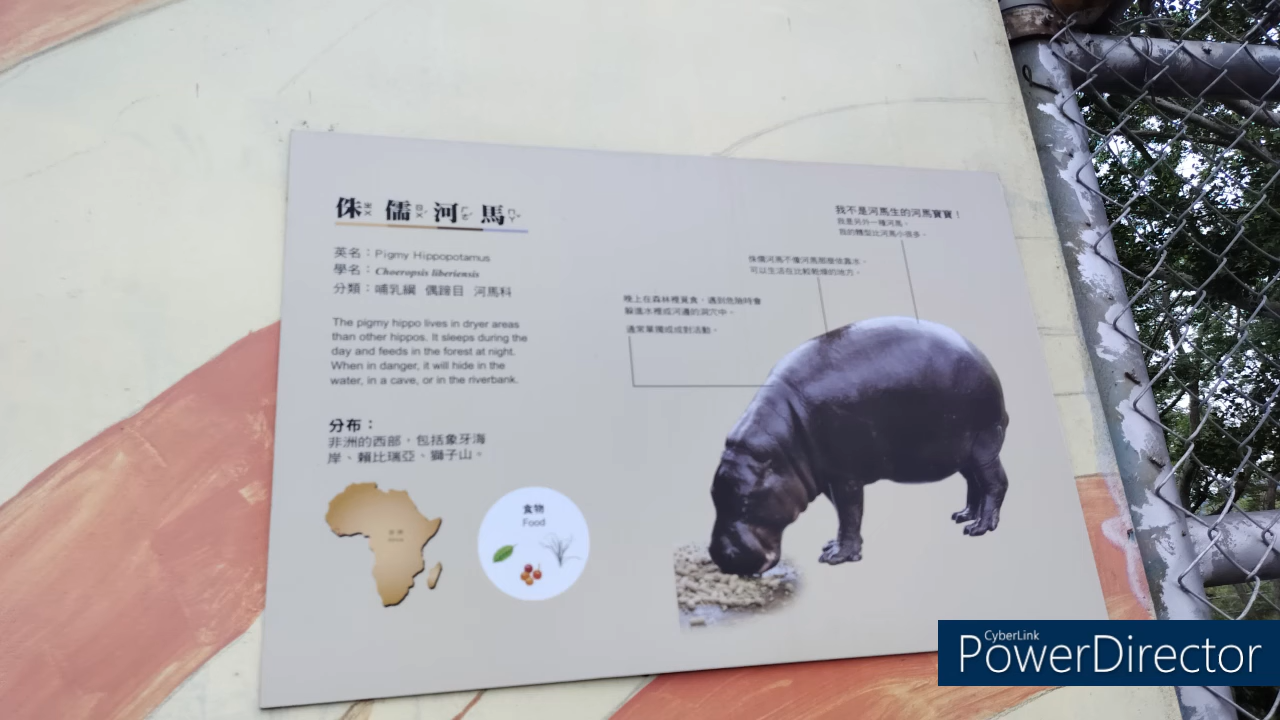 侏儒河馬
英名：Pigmy Hippopotamus
學名：Choeropsis liberiensis
分類：哺乳綱 偶蹄目 河馬科
The pigmy hippo lives in dryer areas
than other hippos. It sleeps during the
day and feeds in the forest at night.
When in danger, it will hide in the
water, in a cave, or in the riverbank.
分布：
非洲的西部，包括象牙海
岸、賴比瑞亞、獅子山。
食物
Food
晚上在森林裡覓食，遇到危險時會
躲進水裡或河邊的洞穴中。
通常單獨或成對活動。
侏儒河馬不像河馬那麼依靠水，
可以生活在比較乾燥的地方。
我不是河馬生的河馬寶寶！
我是另外一種河馬，
我的體型比河馬小很多。
CyberLink
PowerDirector